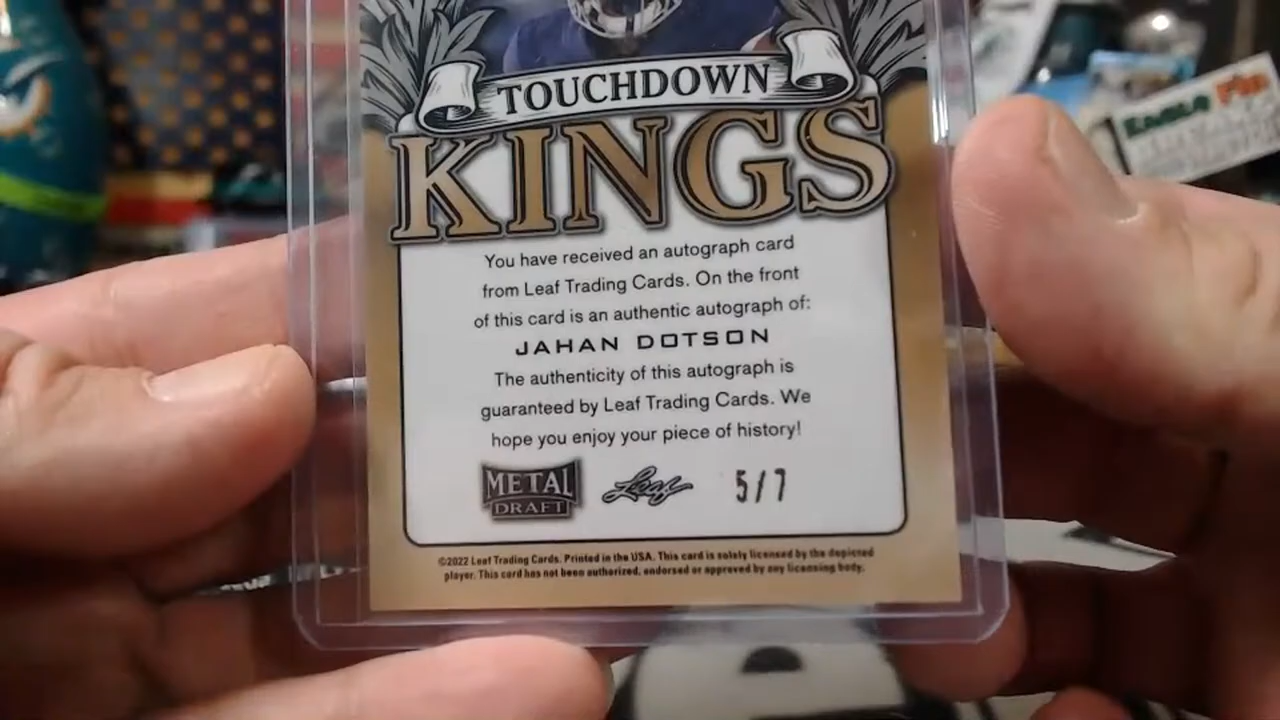 TOUCHDOWN
KINGS
You have received an autograph card
from Leaf Trading Cards. On the front
of this card is an authentic autograph of:
JAHAN DOTSON
The authenticity of this autograph is
guaranteed by Leaf Trading Cards. We
hope you enjoy your piece of history!
METAL
DRAFT
Leaf
5/7
©2022 Leaf Trading Cards. Printed in the USA. This card is solely licensed by the depicted
player. This card has not been authorized, endorsed or approved by any licensing body.